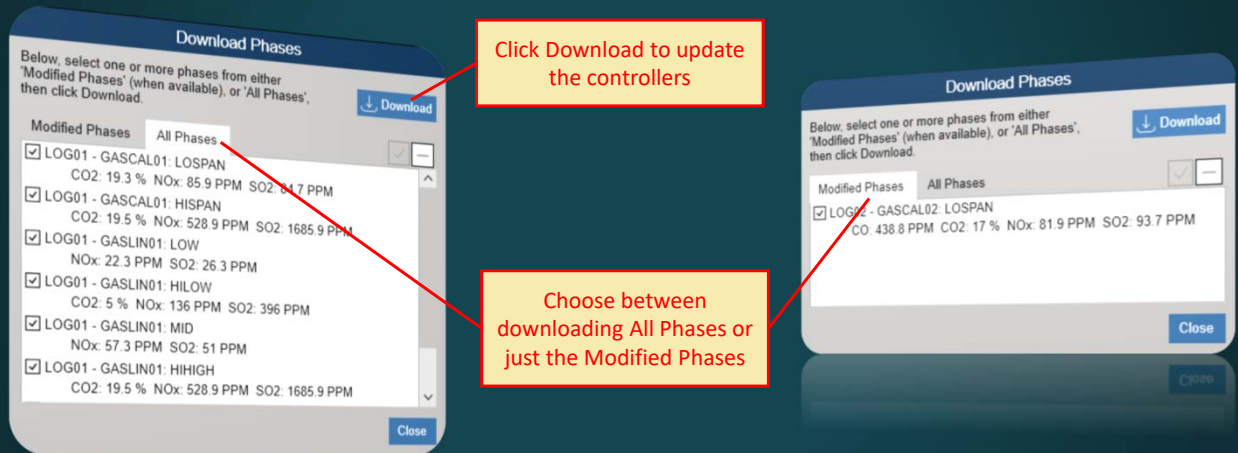 Download Phases
Below, select one or more phases from either
'Modified Phases' (when available), or 'All Phases',
then click Download.
Download
Modified Phases
All Phases
LOG01 - GASCAL01: LOSPAN
CO2: 19.3 % NOx: 85.9 PPM SO2: 84.7 PPM
LOG01 - GASCAL01: HISPAN
CO2: 19.5 % NOx: 528.9 PPM SO2: 1685.9 PPM
LOG01 - GASLIN01: LOW
NOx: 22.3 PPM SO2: 26.3 PPM
LOG01 - GASLIN01: HILOW
CO2: 5 % NOx: 136 PPM SO2: 396 PPM
LOG01 - GASLIN01: MID
NOx: 57.3 PPM SO2: 51 PPM
LOG01 - GASLIN01: HIHIGH
CO2: 19.5 % NOx: 528.9 PPM SO2: 1685.9 PPM
Close
Click Download to update
the controllers
Choose between
downloading All Phases or
just the Modified Phases
Download Phases
Below, select one or more phases from either
'Modified Phases' (when available), or 'All Phases',
then click Download.
Download
Modified Phases
All Phases
LOG02 - GASCAL02: LOSPAN
CO: 438.8 PPM CO2: 17 % NOx: 81.9 PPM SO2: 93.7 PPM
Close